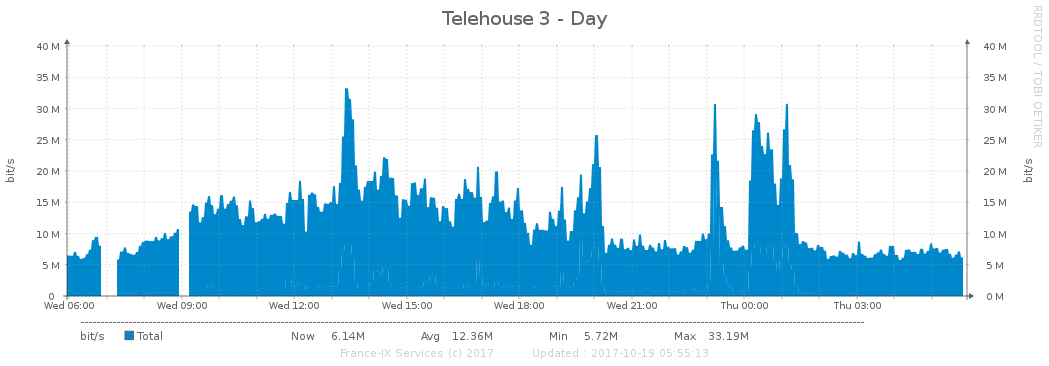 Telehouse 3 - Day
RRDTOOL / TOBI OETIKER
bit/s
bit/s
40 M 40 M
35 M 35 M
30 M 30 M
25 M 25 M
20 M 20 M
15 M 15 M
10 M 10 M
5 M 5 M
0 0 M
Wed 06:00 Wed 09:00 Wed 12:00 Wed 15:00 Wed 18:00 Wed 21:00 Thu 00:00 Thu 03:00
bit/s Total Now 6.14M Avg 12.36M Min 5.72M Max 33.19M
France-IX Services (c) 2017 Updated : 2017-10-19 05:55:13